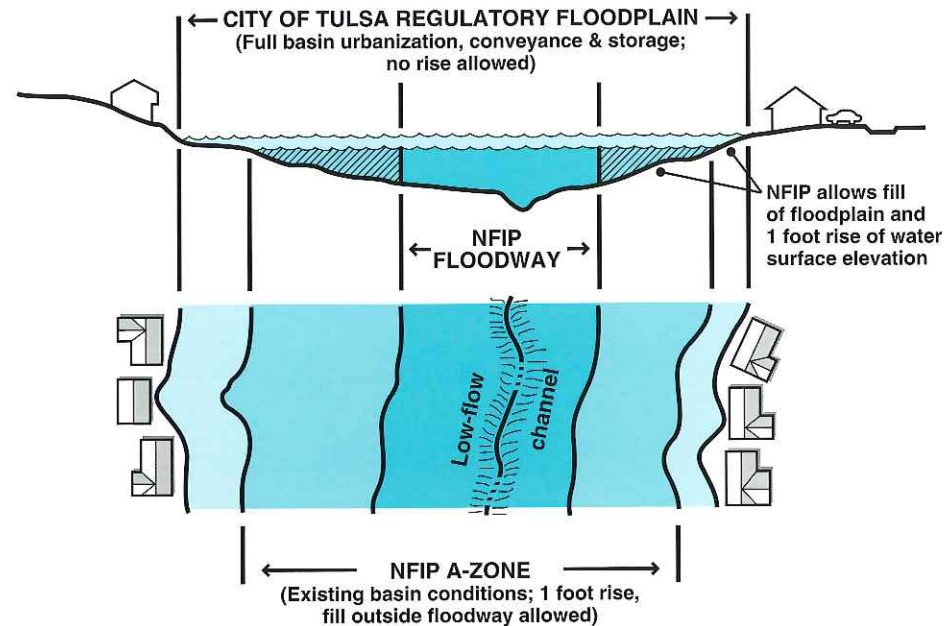 CITY OF TULSA REGULATORY FLOODPLAIN
(Full basin urbanization, conveyance & storage;
no rise allowed)
NFIP allows fill
of floodplain and
1 foot rise of water
surface elevation
NFIP
FLOODWAY
Low-flow
channel
NFIP A-ZONE
(Existing basin conditions; 1 foot rise,
fill outside floodway allowed)